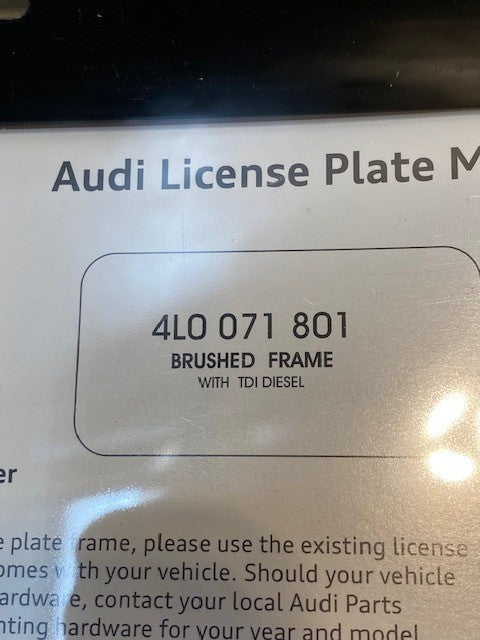 Audi License Plate M
4L0 071 801
BRUSHED FRAME
WITH TDI DIESEL
er
e plate frame, please use the existing license
omes with your vehicle. Should your vehicle
ardware, contact your local Audi Parts
nting hardware for your year and model